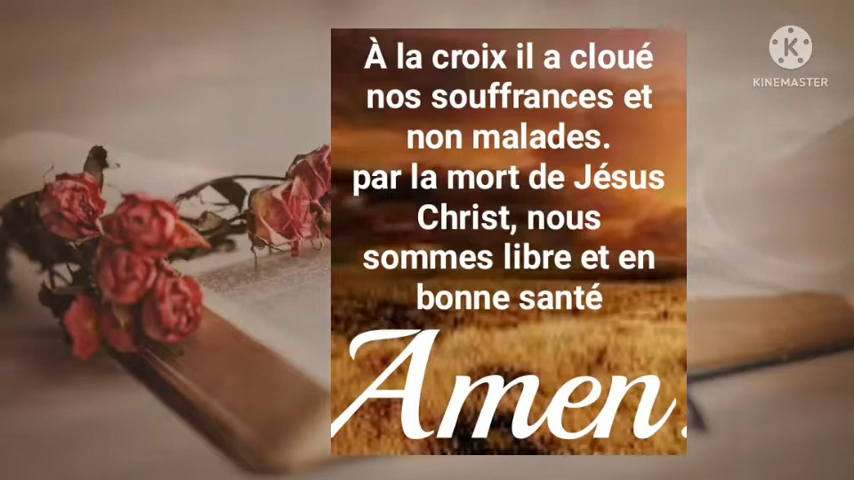 À la croix il a cloué
nos souffrances et
non malades.
par la mort de Jésus
Christ, nous
sommes libre et en
bonne santé
Amen.
K
KINEMASTER